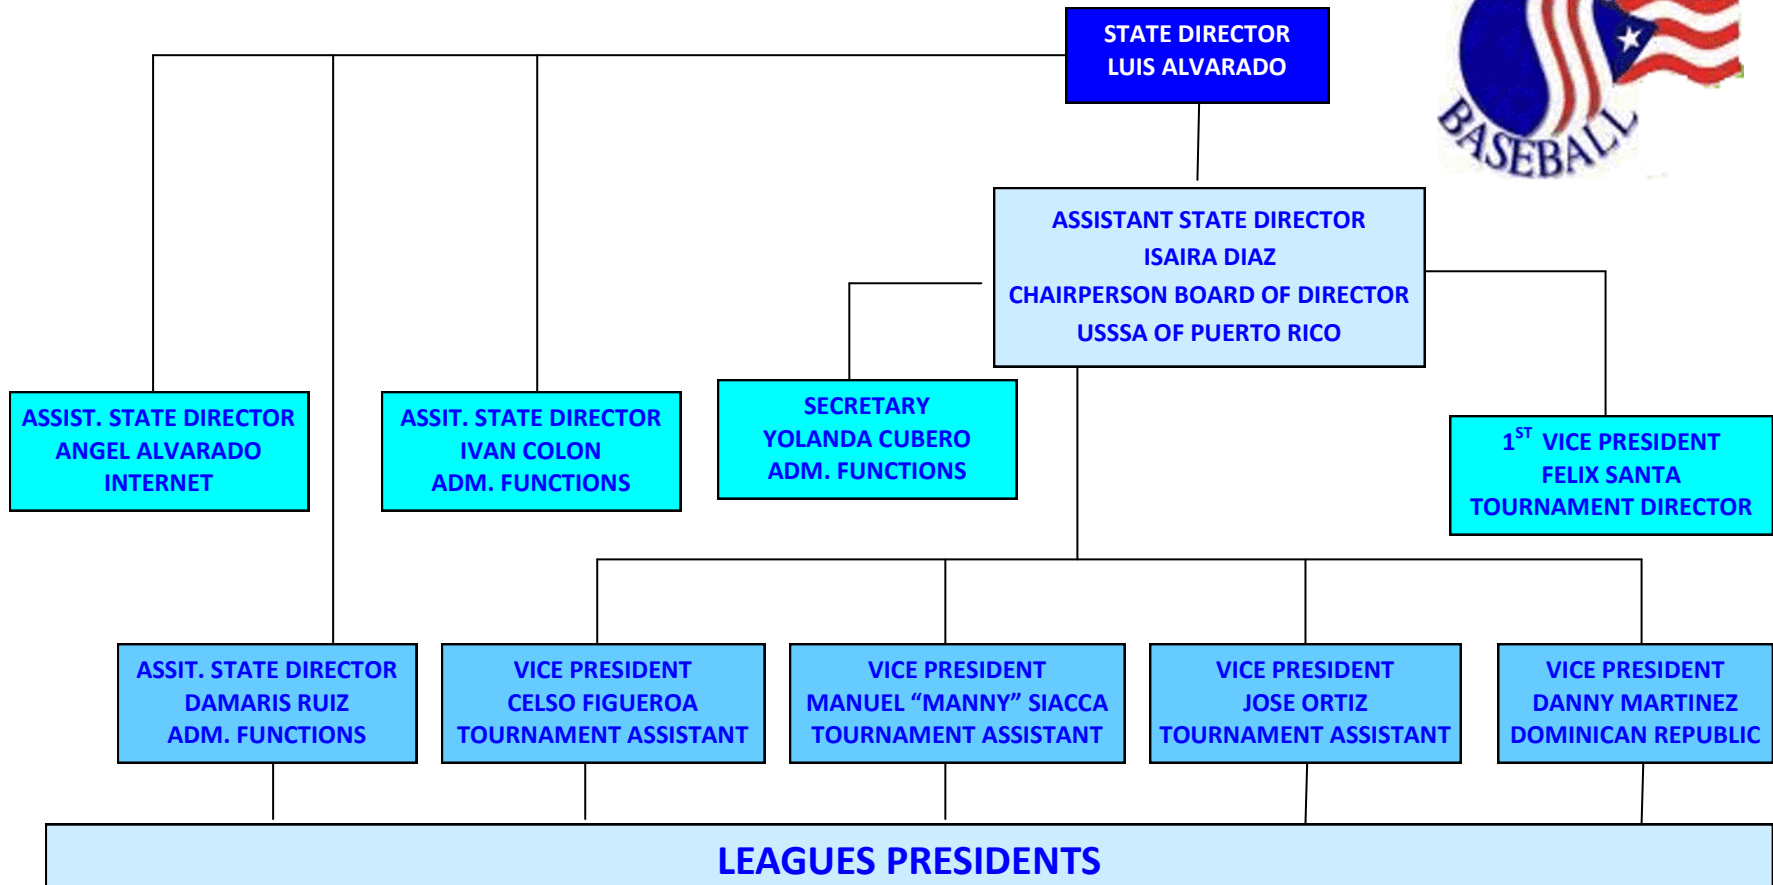 STATE DIRECTOR
LUIS ALVARADO
BASEBALL
ASSISTANT STATE DIRECTOR
ISAIRA DIAZ
CHAIRPERSON BOARD OF DIRECTOR
USSSA OF PUERTO RICO
ASSIST. STATE DIRECTOR
ANGEL ALVARADO
INTERNET
ASSIT. STATE DIRECTOR
IVAN COLON
ADM. FUNCTIONS
SECRETARY
YOLANDA CUBERO
ADM. FUNCTIONS
1ST VICE PRESIDENT
FELIX SANTA
TOURNAMENT DIRECTOR
ASSIT. STATE DIRECTOR
DAMARIS RUIZ
ADM. FUNCTIONS
VICE PRESIDENT
CELSO FIGUEROA
TOURNAMENT ASSISTANT
VICE PRESIDENT
MANUEL “MANNY” SIACCA
TOURNAMENT ASSISTANT
VICE PRESIDENT
JOSE ORTIZ
TOURNAMENT ASSISTANT
VICE PRESIDENT
DANNY MARTINEZ
DOMINICAN REPUBLIC
LEAGUES PRESIDENTS